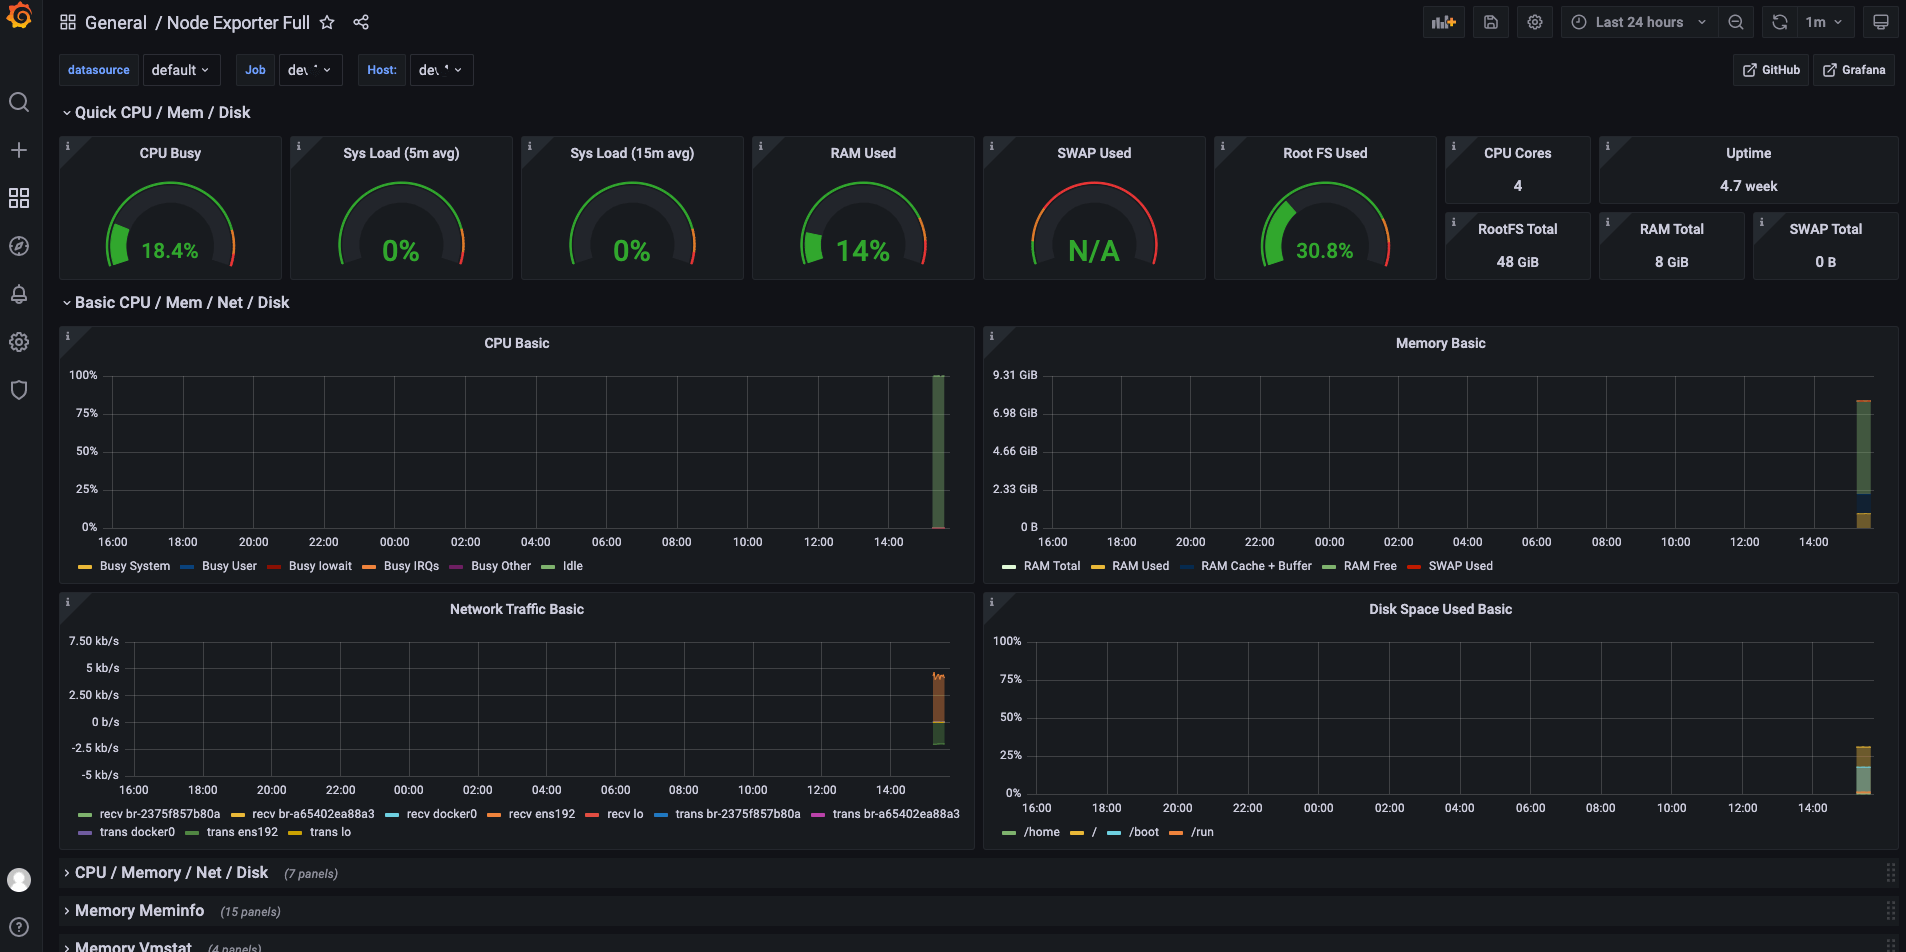 General / Node Exporter Full
Last 24 hours
1m
datasource default Job Host:
GitHub Grafana
Quick CPU / Mem / Disk
CPU Busy
18.4%
Sys Load (5m avg)
0%
Sys Load (15m avg)
0%
RAM Used
14%
SWAP Used
N/A
Root FS Used
30.8%
CPU Cores
4
Uptime
4.7 week
RootFS Total
48 GiB
RAM Total
8 GiB
SWAP Total
0 B
Basic CPU / Mem / Net / Disk
CPU Basic
100%
75%
50%
25%
0%
16:00 18:00 20:00 22:00 00:00 02:00 04:00 06:00 08:00 10:00 12:00 14:00
Busy System Busy User Busy Iowait Busy IRQs Busy Other Idle
Memory Basic
9.31 GiB
6.98 GiB
4.66 GiB
2.33 GiB
0 B
16:00 18:00 20:00 22:00 00:00 02:00 04:00 06:00 08:00 10:00 12:00 14:00
RAM Total RAM Used RAM Cache + Buffer RAM Free SWAP Used
Network Traffic Basic
7.50 kb/s
5 kb/s
2.50 kb/s
0 b/s
-2.5 kb/s
-5 kb/s
16:00 18:00 20:00 22:00 00:00 02:00 04:00 06:00 08:00 10:00 12:00 14:00
recv br-2375f857b80a recv br-a65402ea88a3 recv docker0 recv ens192 recv lo trans br-2375f857b80a trans br-a65402ea88a3
trans docker0 trans ens192 trans lo
Disk Space Used Basic
100%
75%
50%
25%
0%
16:00 18:00 20:00 22:00 00:00 02:00 04:00 06:00 08:00 10:00 12:00 14:00
/home / /boot /run
CPU / Memory / Net / Disk (7 panels)
Memory Meminfo (15 panels)
Memory Vmstat (4 panels)